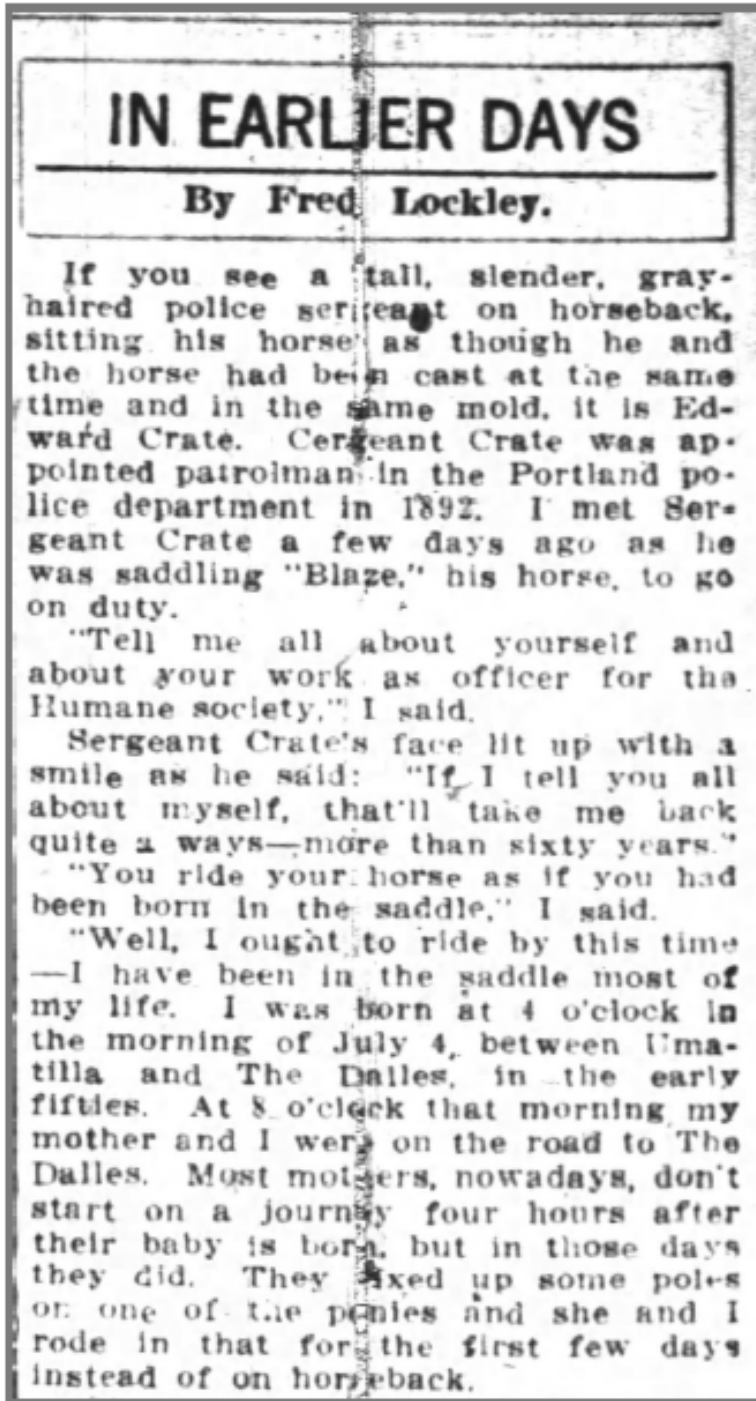 IN EARLIER DAYS
By Fred Lockley.
If you see a tall, slender, gray-
haired police sergeant on horseback,
sitting his horse as though he and
the horse had been cast at the same
time and in the same mold, it is Ed-
ward Crate. Cergeant Crate was ap-
pointed patrolman in the Portland po-
lice department in 1892. I met Ser-
geant Crate a few days ago as he
was saddling "Blaze," his horse, to go
on duty.
"Tell me all about yourself and
about your work as officer for the
Humane society," I said.
Sergeant Crate's face lit up with a
smile as he said: "If I tell you all
about myself, that'll take me back
quite a ways—more than sixty years."
"You ride your horse as if you had
been born in the saddle," I said.
"Well, I ought to ride by this time
—I have been in the saddle most of
my life. I was born at 4 o'clock in
the morning of July 4, between Uma-
tilla and The Dalles, in the early
fifties. At 8 o'clock that morning my
mother and I were on the road to The
Dalles. Most mothers, nowadays, don't
start on a journey four hours after
their baby is born, but in those days
they did. They fixed up some poles
on one of the ponies and she and I
rode in that for the first few days
instead of on horseback.